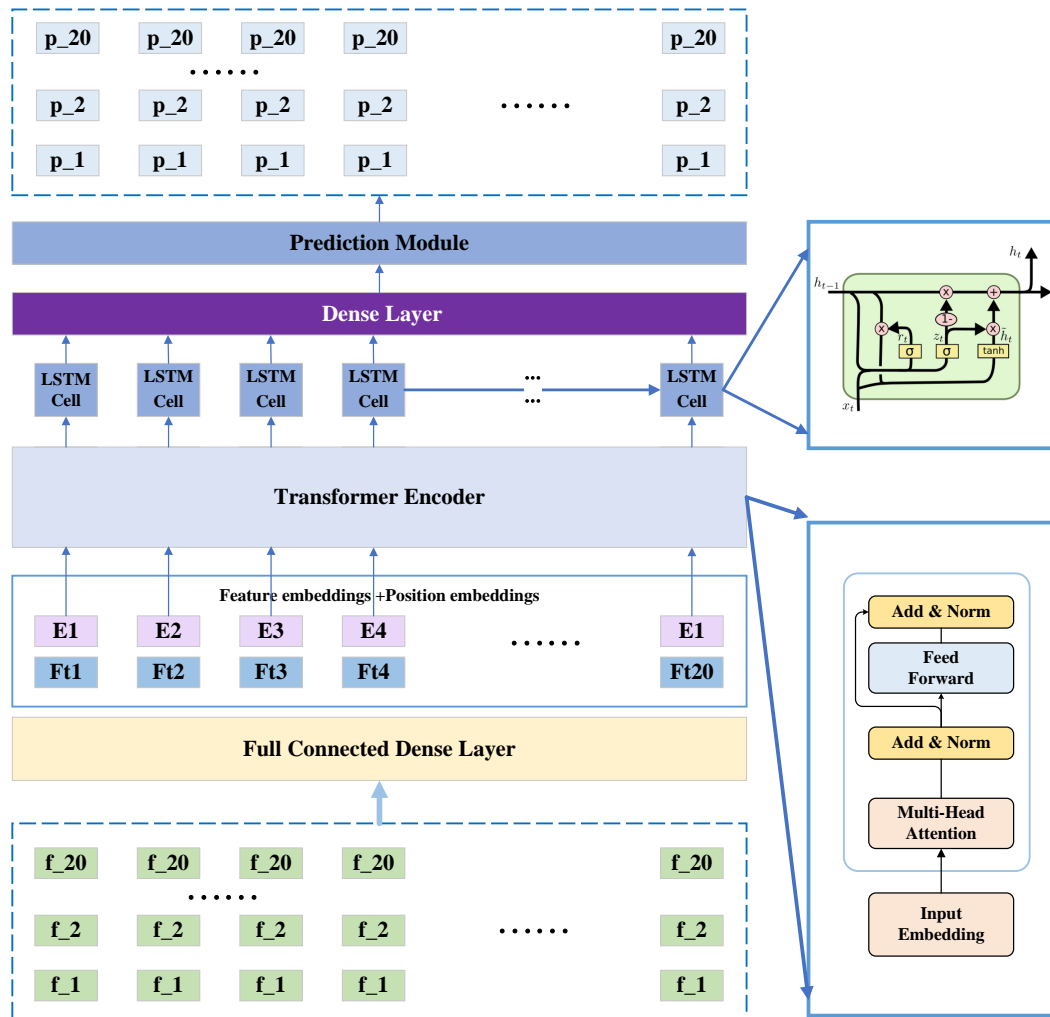 p_20 p_20 p_20 p_20 p_20
......
p_2 p_2 p_2 p_2 ...... p_2
p_1 p_1 p_1 p_1 p_1
Prediction Module
Dense Layer
LSTM Cell
LSTM Cell
LSTM Cell
LSTM Cell
...
...
LSTM Cell
Transformer Encoder
Feature embeddings +Position embeddings
E1 E2 E3 E4 ...... E1
Ft1 Ft2 Ft3 Ft4 Ft20
Full Connected Dense Layer
f_20 f_20 f_20 f_20 f_20
......
f_2 f_2 f_2 f_2 ...... f_2
f_1 f_1 f_1 f_1 f_1
h_t
h_{t-1}
x +
1-
x r_t z_t x h̃_t
σ σ tanh
x_t
Add & Norm
Feed
Forward
Add & Norm
Multi-Head
Attention
Input
Embedding